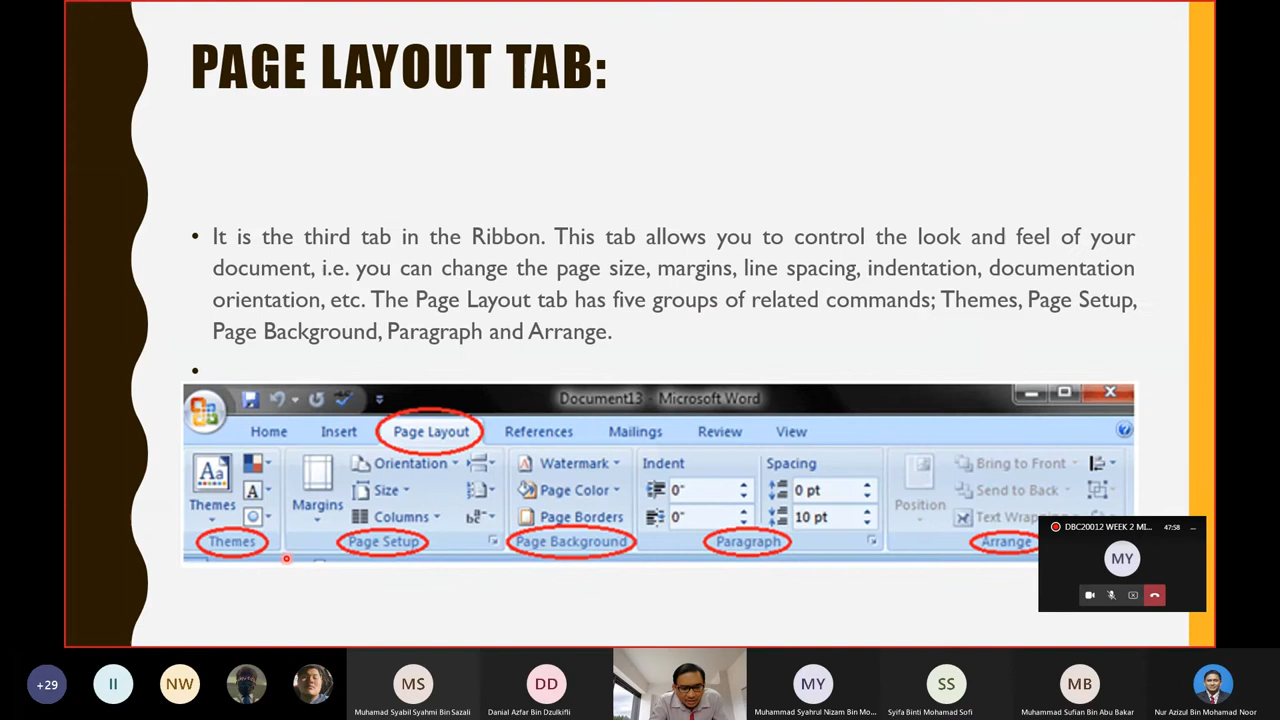 PAGE LAYOUT TAB:
• It is the third tab in the Ribbon. This tab allows you to control the look and feel of your
document, i.e. you can change the page size, margins, line spacing, indentation, documentation
orientation, etc. The Page Layout tab has five groups of related commands; Themes, Page Setup,
Page Background, Paragraph and Arrange.
•
Document13 - Microsoft Word
Home Insert Page Layout References Mailings Review View
Orientation Watermark Indent Spacing Bring to Front
Themes Margins Size Page Color 0" 0 pt Position Send to Back
Columns Page Borders 0" 10 pt Text Wrapping
Themes Page Setup Page Background Paragraph Arrange
DBC20012 WEEK 2 MI... 47:58
MY
+29 II NW MS DD MY SS MB
Muhamad Syabil Syahmi Bin Sazali Danial Azfar Bin Dzulkifli Muhammad Syahrul Nizam Bin Mo... Syifa Binti Mohamad Sofi Muhammad Sufian Bin Abu Bakar Nur Azizul Bin Mohamad Noor